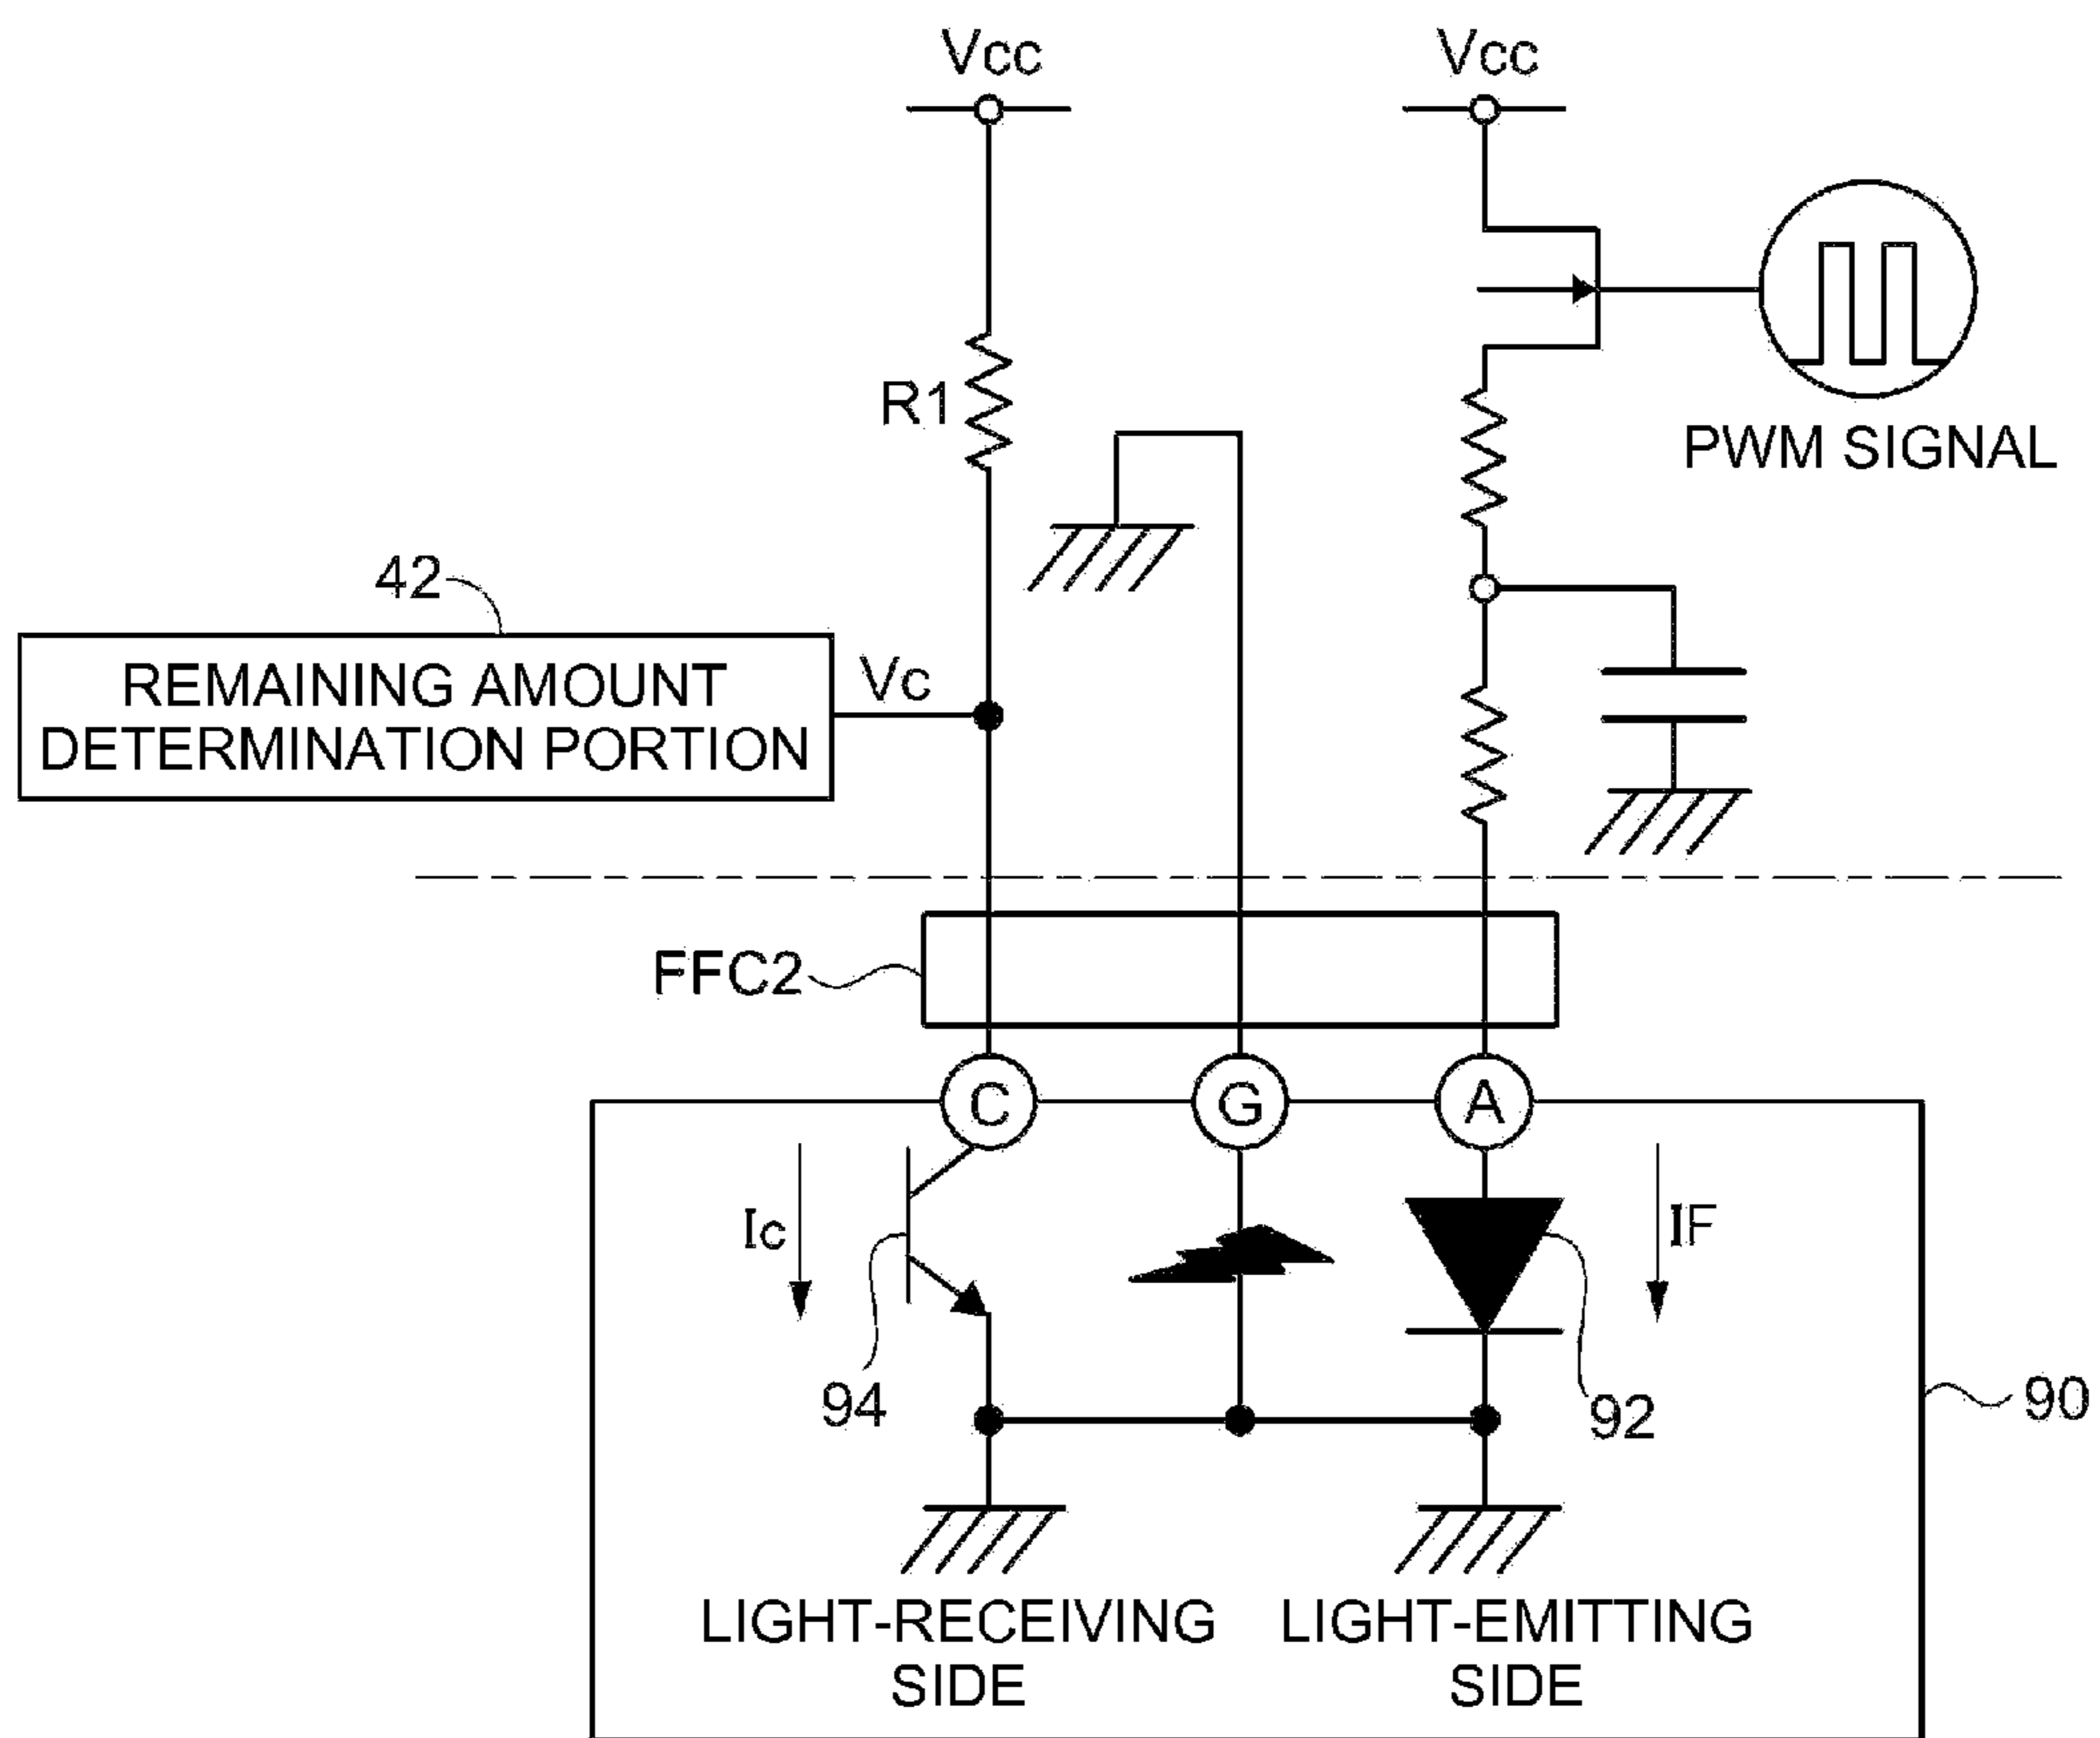 Vcc
Vcc
R1
PWM SIGNAL
42
REMAINING AMOUNT
DETERMINATION PORTION
Vc
FFC2
C
G
A
Ic
IF
94
92
90
LIGHT-RECEIVING
SIDE
LIGHT-EMITTING
SIDE